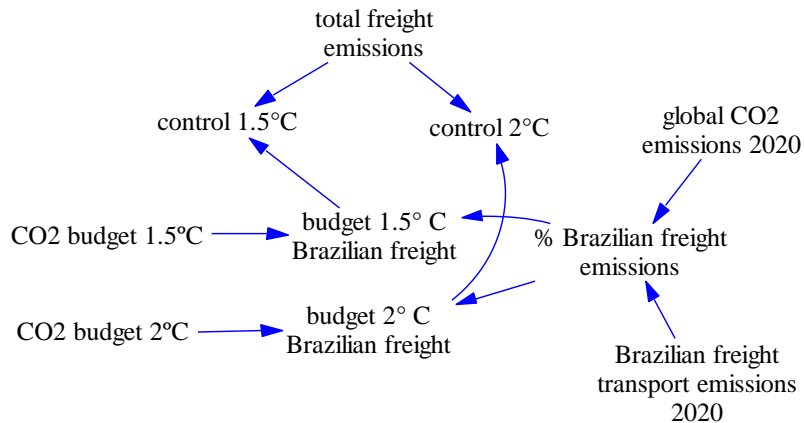 total freight
emissions
control 1.5°C
control 2°C
global CO2
emissions 2020
budget 1.5° C
Brazilian freight
CO2 budget 1.5ºC
% Brazilian freight
emissions
budget 2° C
Brazilian freight
CO2 budget 2ºC
Brazilian freight
transport emissions
2020